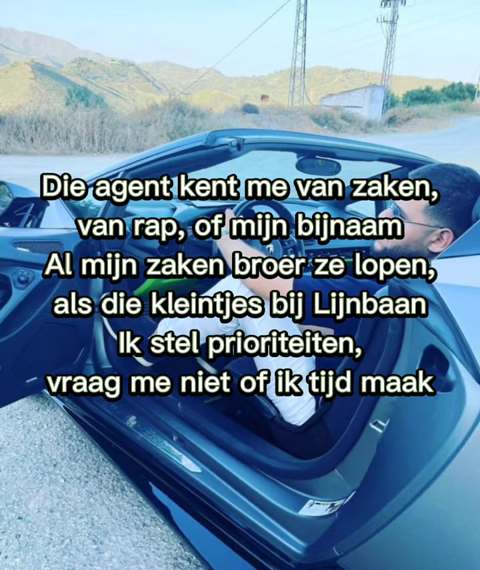 Die agent kent me van zaken,
van rap, of mijn bijnaam
Al mijn zaken broer ze lopen,
als die kleintjes bij Lijnbaan
Ik stel prioriteiten,
vraag me niet of ik tijd maak